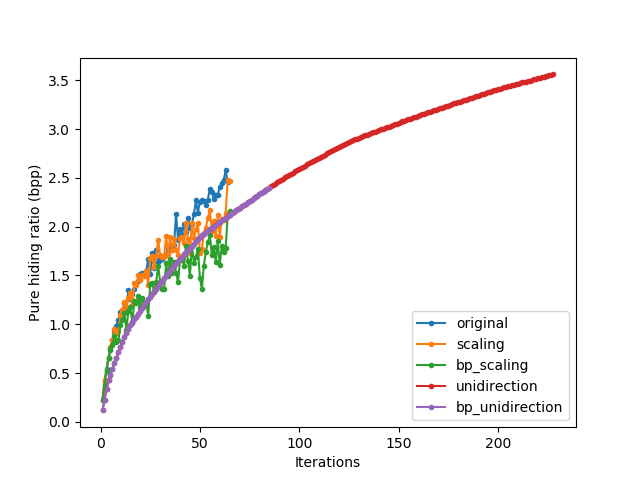 Pure hiding ratio (bpp)
3.5
3.0
2.5
2.0
1.5
1.0
0.5
0.0
original
scaling
bp_scaling
unidirection
bp_unidirection
0 50 100 150 200
Iterations